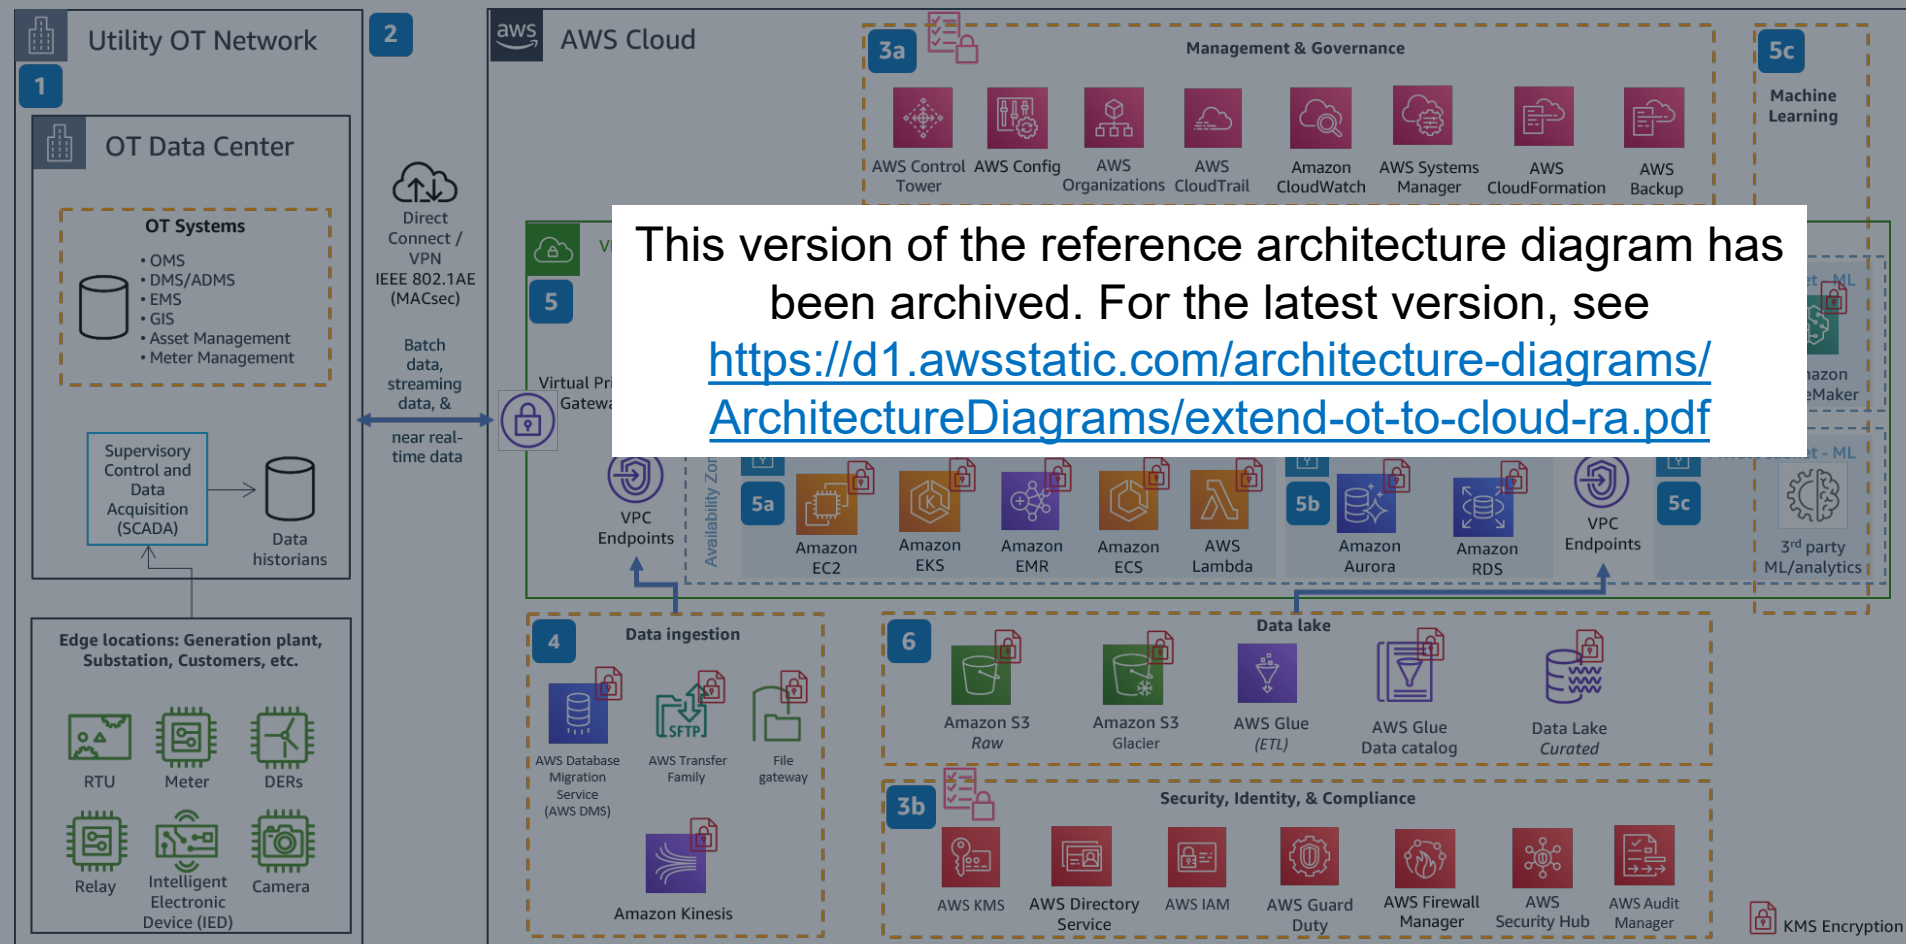 Utility OT Network
1
OT Data Center
OT Systems
• OMS
• DMS/ADMS
• EMS
• GIS
• Asset Management
• Meter Management
Supervisory
Control and
Data
Acquisition
(SCADA)
Data
historians
Edge locations: Generation plant,
Substation, Customers, etc.
RTU
Meter
DERs
Relay
Intelligent
Electronic
Device (IED)
Camera
2
Direct
Connect /
VPN
IEEE 802.1AE
(MACsec)
Batch
data,
streaming
data, &
near real-
time data
aws
AWS Cloud
3a
Management & Governance
AWS Control
Tower
AWS Config
AWS
Organizations
AWS
CloudTrail
Amazon
CloudWatch
AWS Systems
Manager
AWS
CloudFormation
AWS
Backup
5c
Machine
Learning
This version of the reference architecture diagram has
been archived. For the latest version, see
https://d1.awsstatic.com/architecture-diagrams/
ArchitectureDiagrams/extend-ot-to-cloud-ra.pdf
5
Virtual
VPC
Endpoints
5a
Amazon
EC2
K
Amazon
EKS
Amazon
EMR
Amazon
ECS
AWS
Lambda
5b
Amazon
Aurora
Amazon
RDS
VPC
Endpoints
5c
- ML
- ML
3rd party
ML/analytics
4
Data ingestion
AWS Database
Migration
Service
(AWS DMS)
SFTP
AWS Transfer
Family
File
gateway
Amazon Kinesis
6
Data lake
Amazon S3
Raw
Amazon S3
Glacier
AWS Glue
(ETL)
AWS Glue
Data catalog
Data Lake
Curated
3b
Security, Identity, & Compliance
AWS KMS
AWS Directory
Service
AWS IAM
AWS Guard
Duty
AWS Firewall
Manager
AWS
Security Hub
AWS Audit
Manager
KMS Encryption